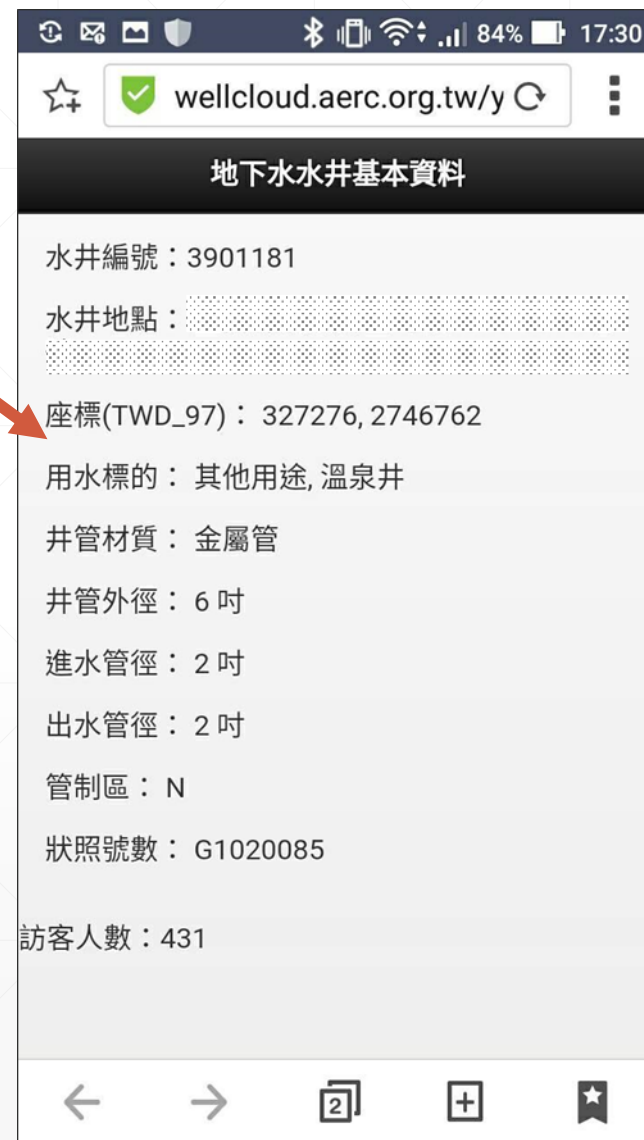 84% 17:30
wellcloud.aerc.org.tw/y
地下水水井基本資料
水井編號：3901181
水井地點：
座標(TWD_97)： 327276, 2746762
用水標的： 其他用途, 溫泉井
井管材質： 金屬管
井管外徑： 6 吋
進水管徑： 2 吋
出水管徑： 2 吋
管制區： N
狀照號數： G1020085
訪客人數：431
2